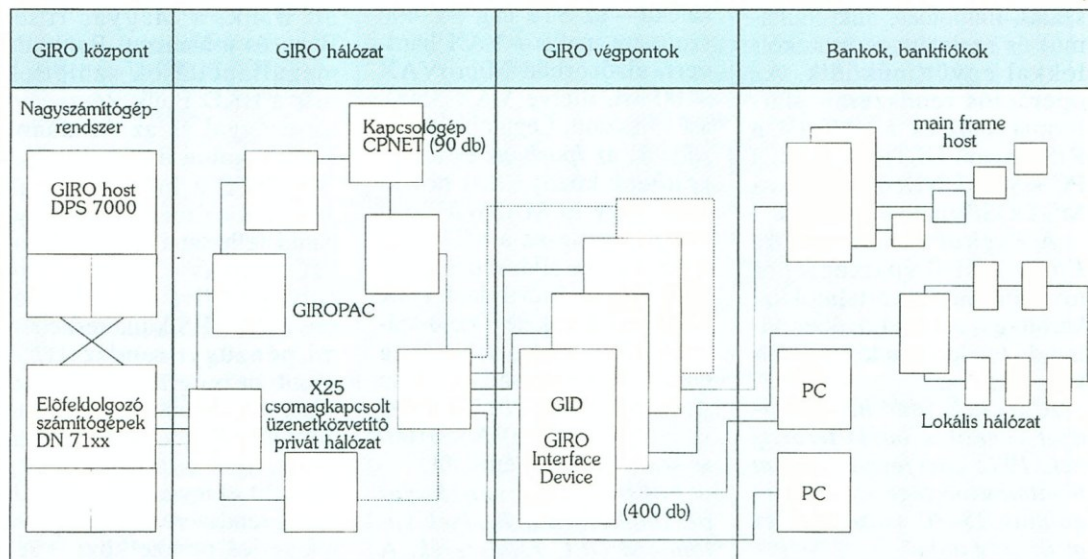 GIRO központ
GIRO hálózat
GIRO végpontok
Bankok, bankfiókok
Nagyszámítógép-
rendszer
GIRO host
DPS 7000
Elôfeldolgozó
számítógépek
DN 71xx
Kapcsológép
CPNET (90 db)
GIROPAC
X25
csomagkapcsolt
üzenetközvetítô
privát hálózat
GID
GIRO
Interface
Device
(400 db)
main frame
host
PC
Lokális hálózat
PC